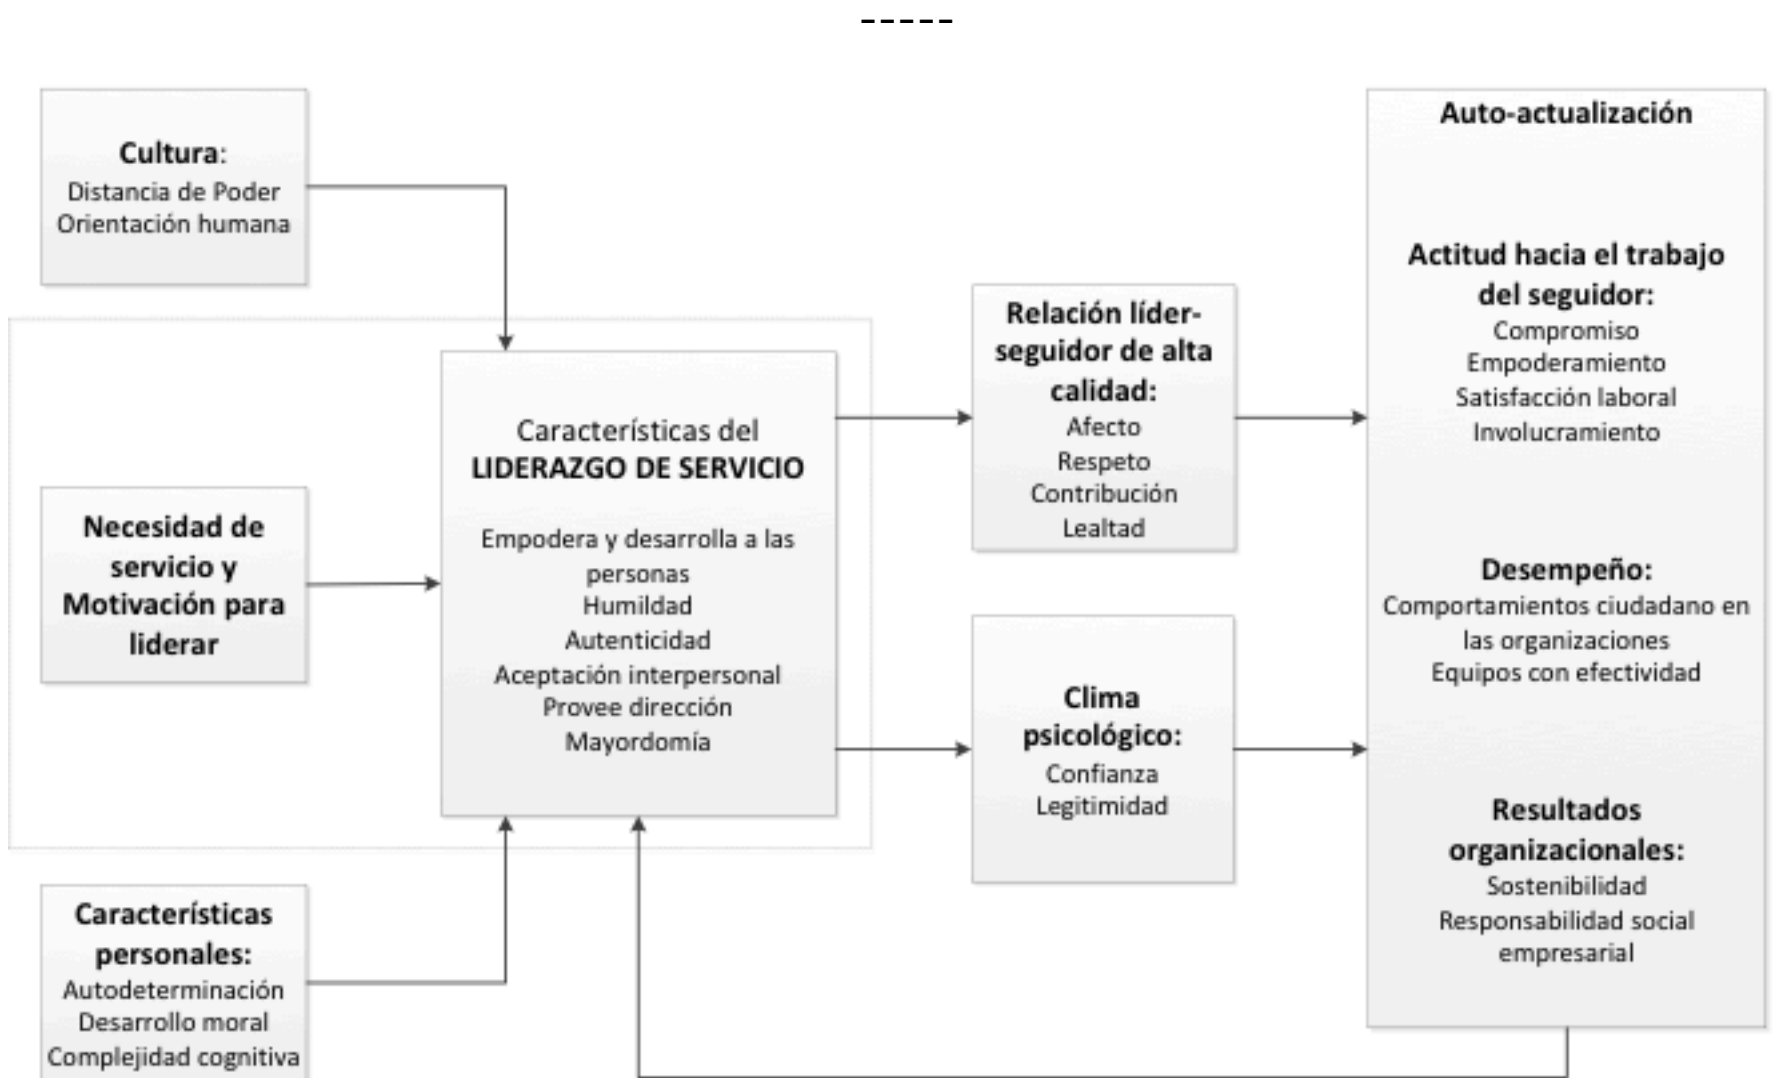 -----
Cultura:
Distancia de Poder
Orientación humana
Necesidad de
servicio y
Motivación para
liderar
Características
personales:
Autodeterminación
Desarrollo moral
Complejidad cognitiva
Características del
LIDERAZGO DE SERVICIO
Empodera y desarrolla a las
personas
Humildad
Autenticidad
Aceptación interpersonal
Provee dirección
Mayordomía
Relación líder-
seguidor de alta
calidad:
Afecto
Respeto
Contribución
Lealtad
Clima
psicológico:
Confianza
Legitimidad
Auto-actualización
Actitud hacia el trabajo
del seguidor:
Compromiso
Empoderamiento
Satisfacción laboral
Involucramiento
Desempeño:
Comportamientos ciudadano en
las organizaciones
Equipos con efectividad
Resultados
organizacionales:
Sostenibilidad
Responsabilidad social
empresarial